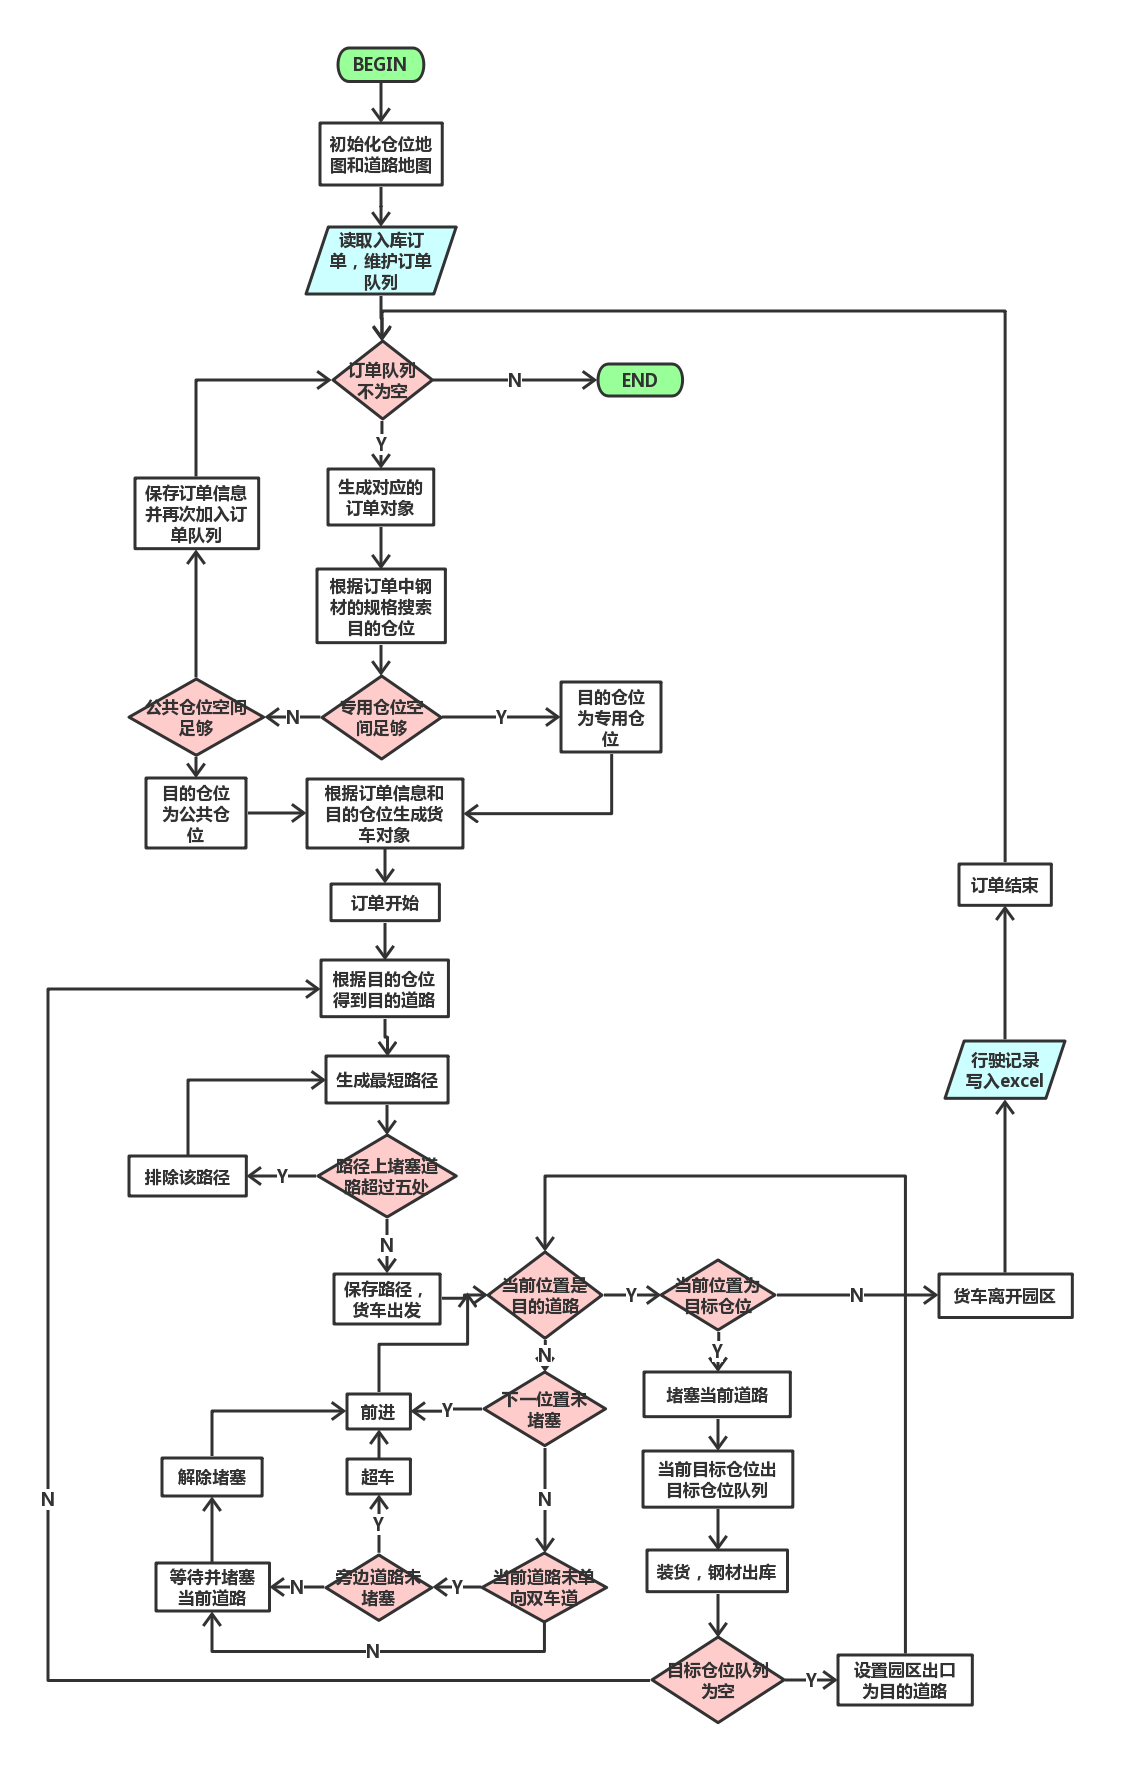 BEGIN
初始化仓位地
图和道路地图
读取入库订
单，维护订单
队列
订单队列
不为空
N
END
Y
生成对应的
订单对象
保存订单信息
并再次加入订
单队列
根据订单中钢
材的规格搜索
目的仓位
公共仓位空间
足够
N
专用仓位空
间足够
Y
目的仓位
为专用仓
位
目的仓位
为公共仓
位
根据订单信息和
目的仓位生成货
车对象
订单开始
订单结束
根据目的仓位
得到目的道路
行驶记录
写入excel
生成最短路径
排除该路径
Y
路径上堵塞道
路超过五处
N
保存路径，
货车出发
当前位置是
目的道路
Y
当前位置为
目标仓位
N
货车离开园区
N
Y
前进
Y
下一位置未
堵塞
堵塞当前道路
解除堵塞
超车
N
N
当前目标仓位出
目标仓位队列
Y
等待并堵塞
当前道路
N
旁边道路未
堵塞
Y
当前道路未单
向双车道
装货，钢材出库
N
目标仓位队列
为空
Y
设置园区出口
为目的道路